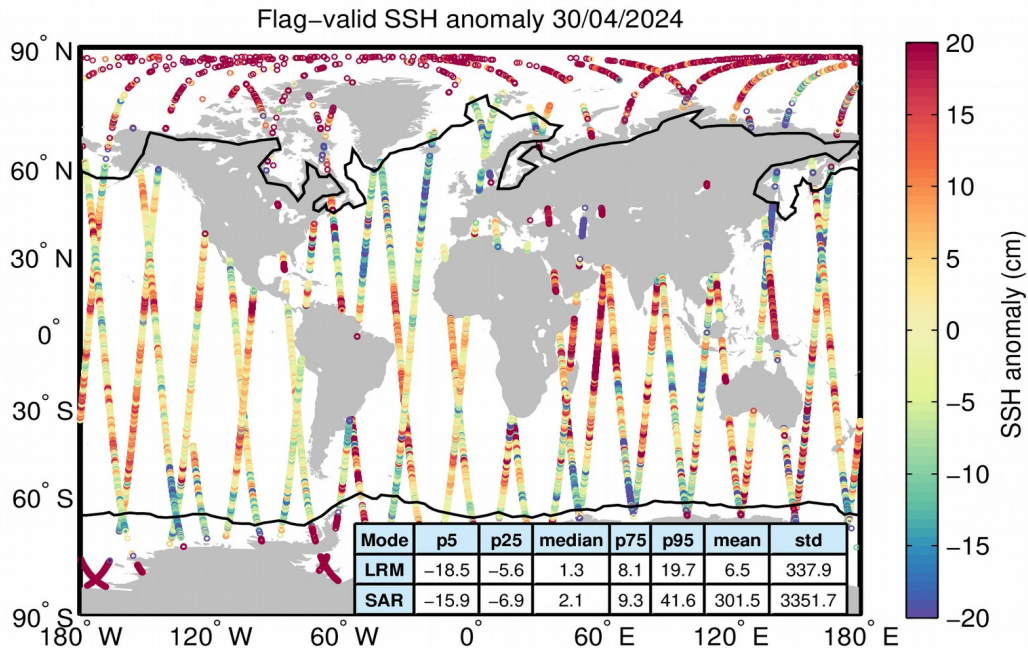 Flag−valid SSH anomaly 30/04/2024
90° N
60° N
30° N
0°
30° S
60° S
90° S
180° W
120° W
60° W
0°
60° E
120° E
180° E
Mode p5 p25 median p75 p95 mean std
LRM −18.5 −5.6 1.3 8.1 19.7 6.5 337.9
SAR −15.9 −6.9 2.1 9.3 41.6 301.5 3351.7
20
15
10
5
0
−5
−10
−15
−20
SSH anomaly (cm)